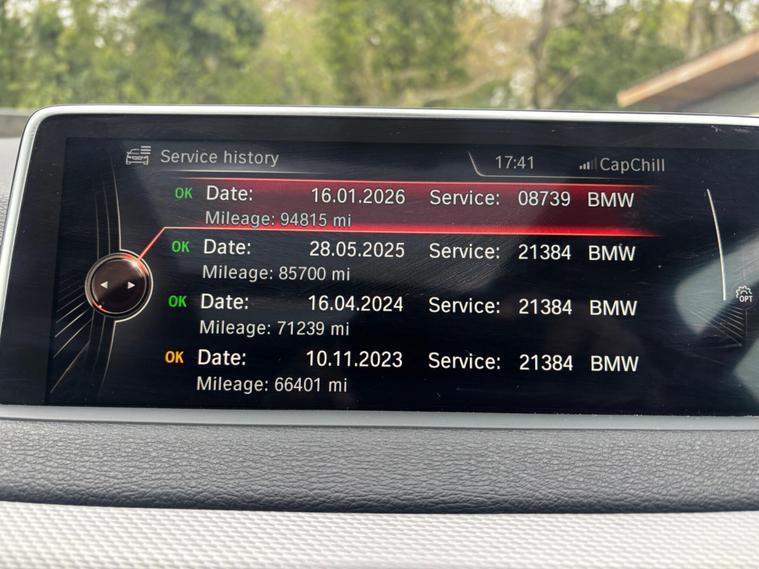 Service history 17:41 CapChill
OK Date: 16.01.2026 Service: 08739 BMW
Mileage: 94815 mi
OK Date: 28.05.2025 Service: 21384 BMW
Mileage: 85700 mi
OK Date: 16.04.2024 Service: 21384 BMW
Mileage: 71239 mi
OPT
OK Date: 10.11.2023 Service: 21384 BMW
Mileage: 66401 mi